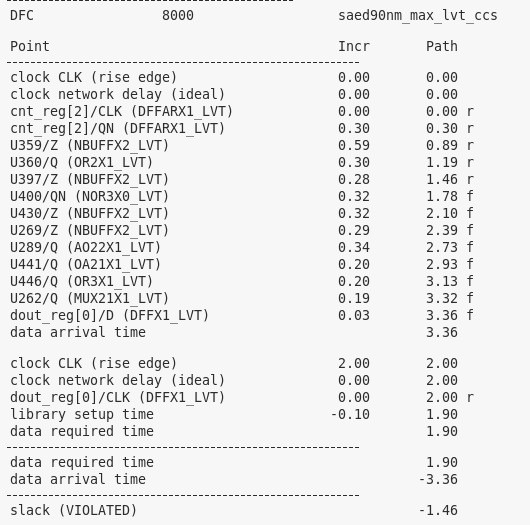 DFC 8000 saed90nm_max_lvt_ccs
Point Incr Path
clock CLK (rise edge) 0.00 0.00
clock network delay (ideal) 0.00 0.00
cnt_reg[2]/CLK (DFFARX1_LVT) 0.00 0.00 r
cnt_reg[2]/QN (DFFARX1_LVT) 0.30 0.30 r
U359/Z (NBUFFX2_LVT) 0.59 0.89 r
U360/Q (OR2X1_LVT) 0.30 1.19 r
U397/Z (NBUFFX2_LVT) 0.28 1.46 r
U400/QN (NOR3X0_LVT) 0.32 1.78 f
U430/Z (NBUFFX2_LVT) 0.32 2.10 f
U269/Z (NBUFFX2_LVT) 0.29 2.39 f
U289/Q (AO22X1_LVT) 0.34 2.73 f
U441/Q (OA21X1_LVT) 0.20 2.93 f
U446/Q (OR3X1_LVT) 0.20 3.13 f
U262/Q (MUX21X1_LVT) 0.19 3.32 f
dout_reg[0]/D (DFFX1_LVT) 0.03 3.36 f
data arrival time 3.36
clock CLK (rise edge) 2.00 2.00
clock network delay (ideal) 0.00 2.00
dout_reg[0]/CLK (DFFX1_LVT) 0.00 2.00 r
library setup time -0.10 1.90
data required time 1.90
data required time 1.90
data arrival time -3.36
slack (VIOLATED) -1.46